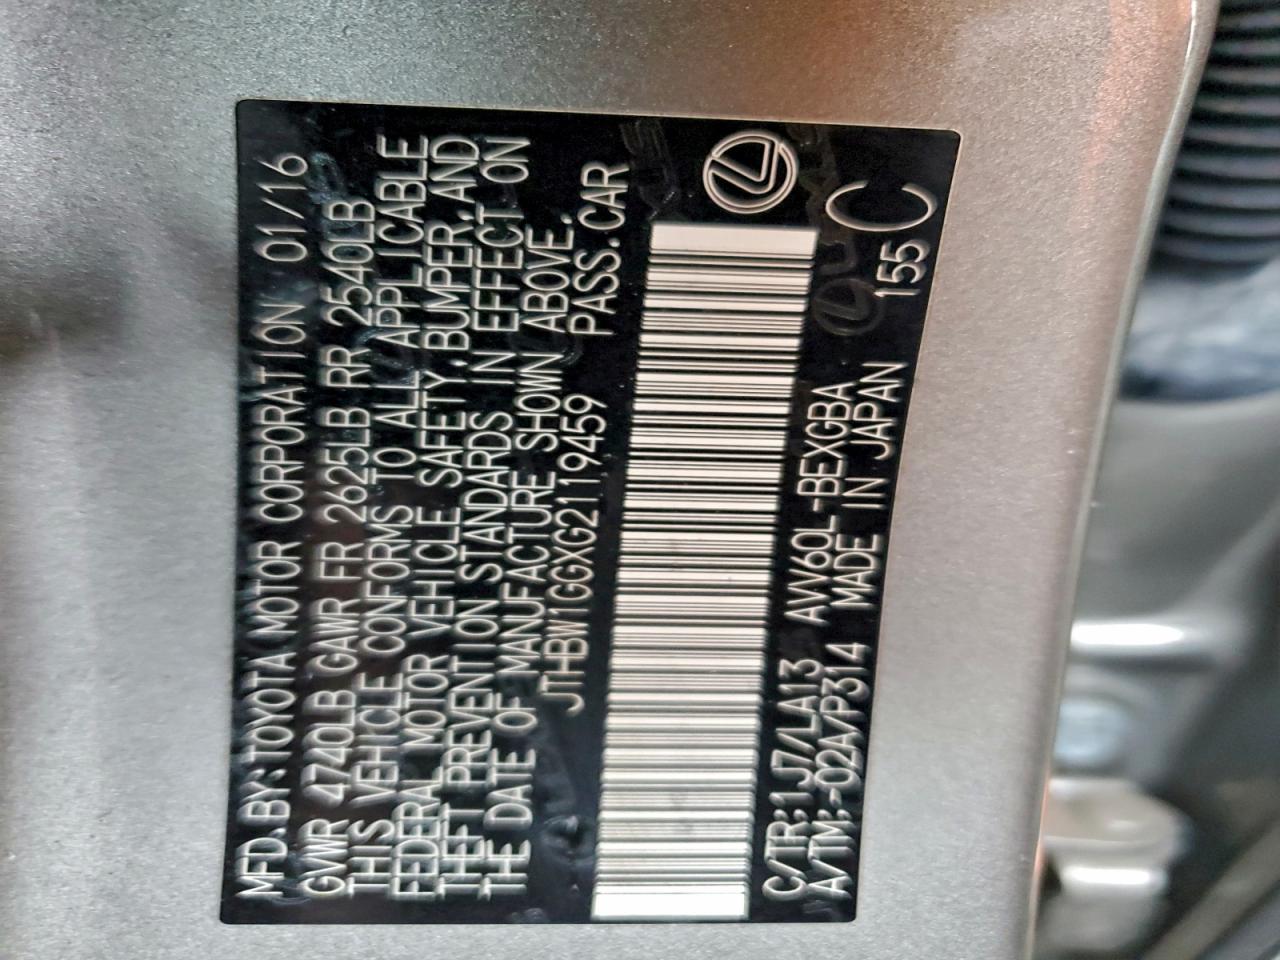 MFD.BY:TOYOTA MOTOR CORPORATION 01/16
GVWR 4740LB GAWR FR 2625LB RR 2540LB
THIS VEHICLE CONFORMS TO ALL APPLICABLE
FEDERAL MOTOR VEHICLE SAFETY,BUMPER,AND
THEFT PREVENTION STANDARDS IN EFFECT ON
THE DATE OF MANUFACTURE SHOWN ABOVE.
JTHBW1GGXG2119459 PASS.CAR
C/TR:1J7/LA13 AVV60L-BEXGBA C
A/TM:-02A/P314 MADE IN JAPAN 155